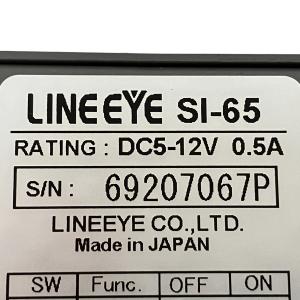 LINEEYE SI-65
RATING : DC5-12V 0.5A
S/N : 69207067P
LINEEYE CO.,LTD.
Made in JAPAN
SW Func. OFF ON